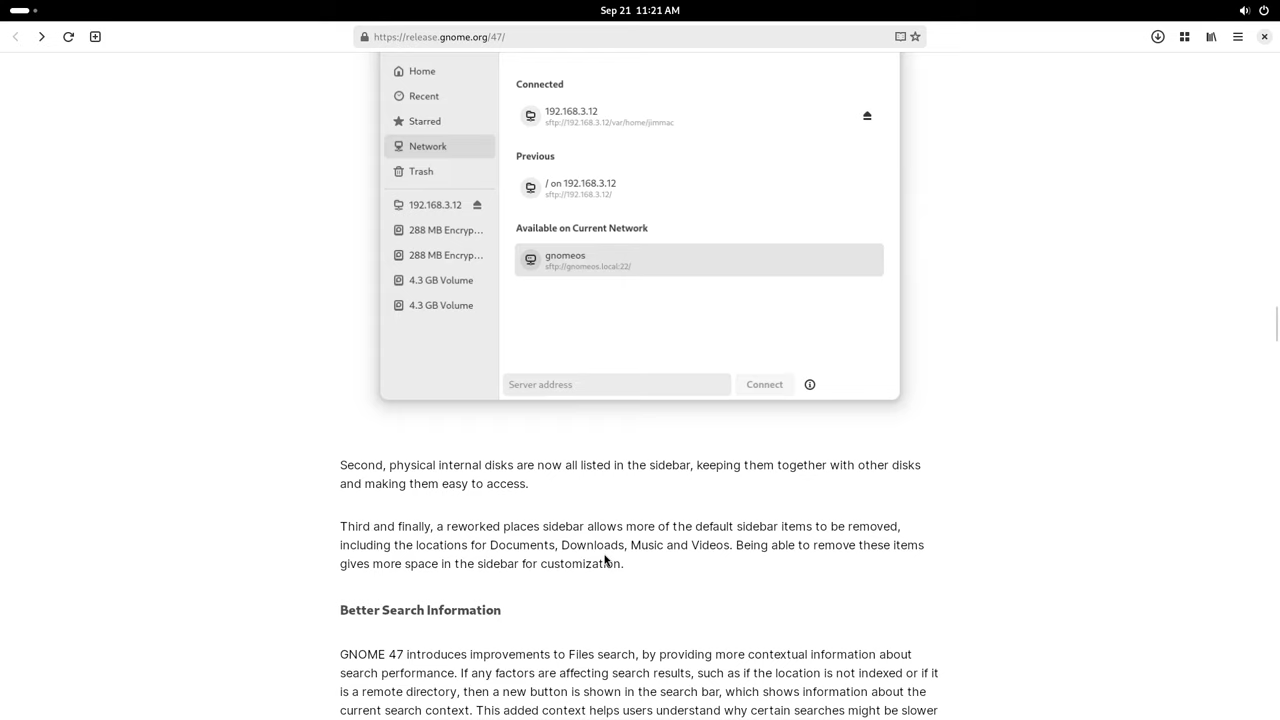 Sep 21 11:21 AM
https://release.gnome.org/47/
Home
Recent
Starred
Network
Trash
192.168.3.12
288 MB Encryp...
288 MB Encryp...
4.3 GB Volume
4.3 GB Volume
Connected
192.168.3.12
sftp://192.168.3.12/var/home/jimmac
Previous
/ on 192.168.3.12
sftp://192.168.3.12/
Available on Current Network
gnomeos
sftp://gnomeos.local:22/
Server address
Connect
Second, physical internal disks are now all listed in the sidebar, keeping them together with other disks
and making them easy to access.
Third and finally, a reworked places sidebar allows more of the default sidebar items to be removed,
including the locations for Documents, Downloads, Music and Videos. Being able to remove these items
gives more space in the sidebar for customization.
Better Search Information
GNOME 47 introduces improvements to Files search, by providing more contextual information about
search performance. If any factors are affecting search results, such as if the location is not indexed or if it
is a remote directory, then a new button is shown in the search bar, which shows information about the
current search context. This added context helps users understand why certain searches might be slower